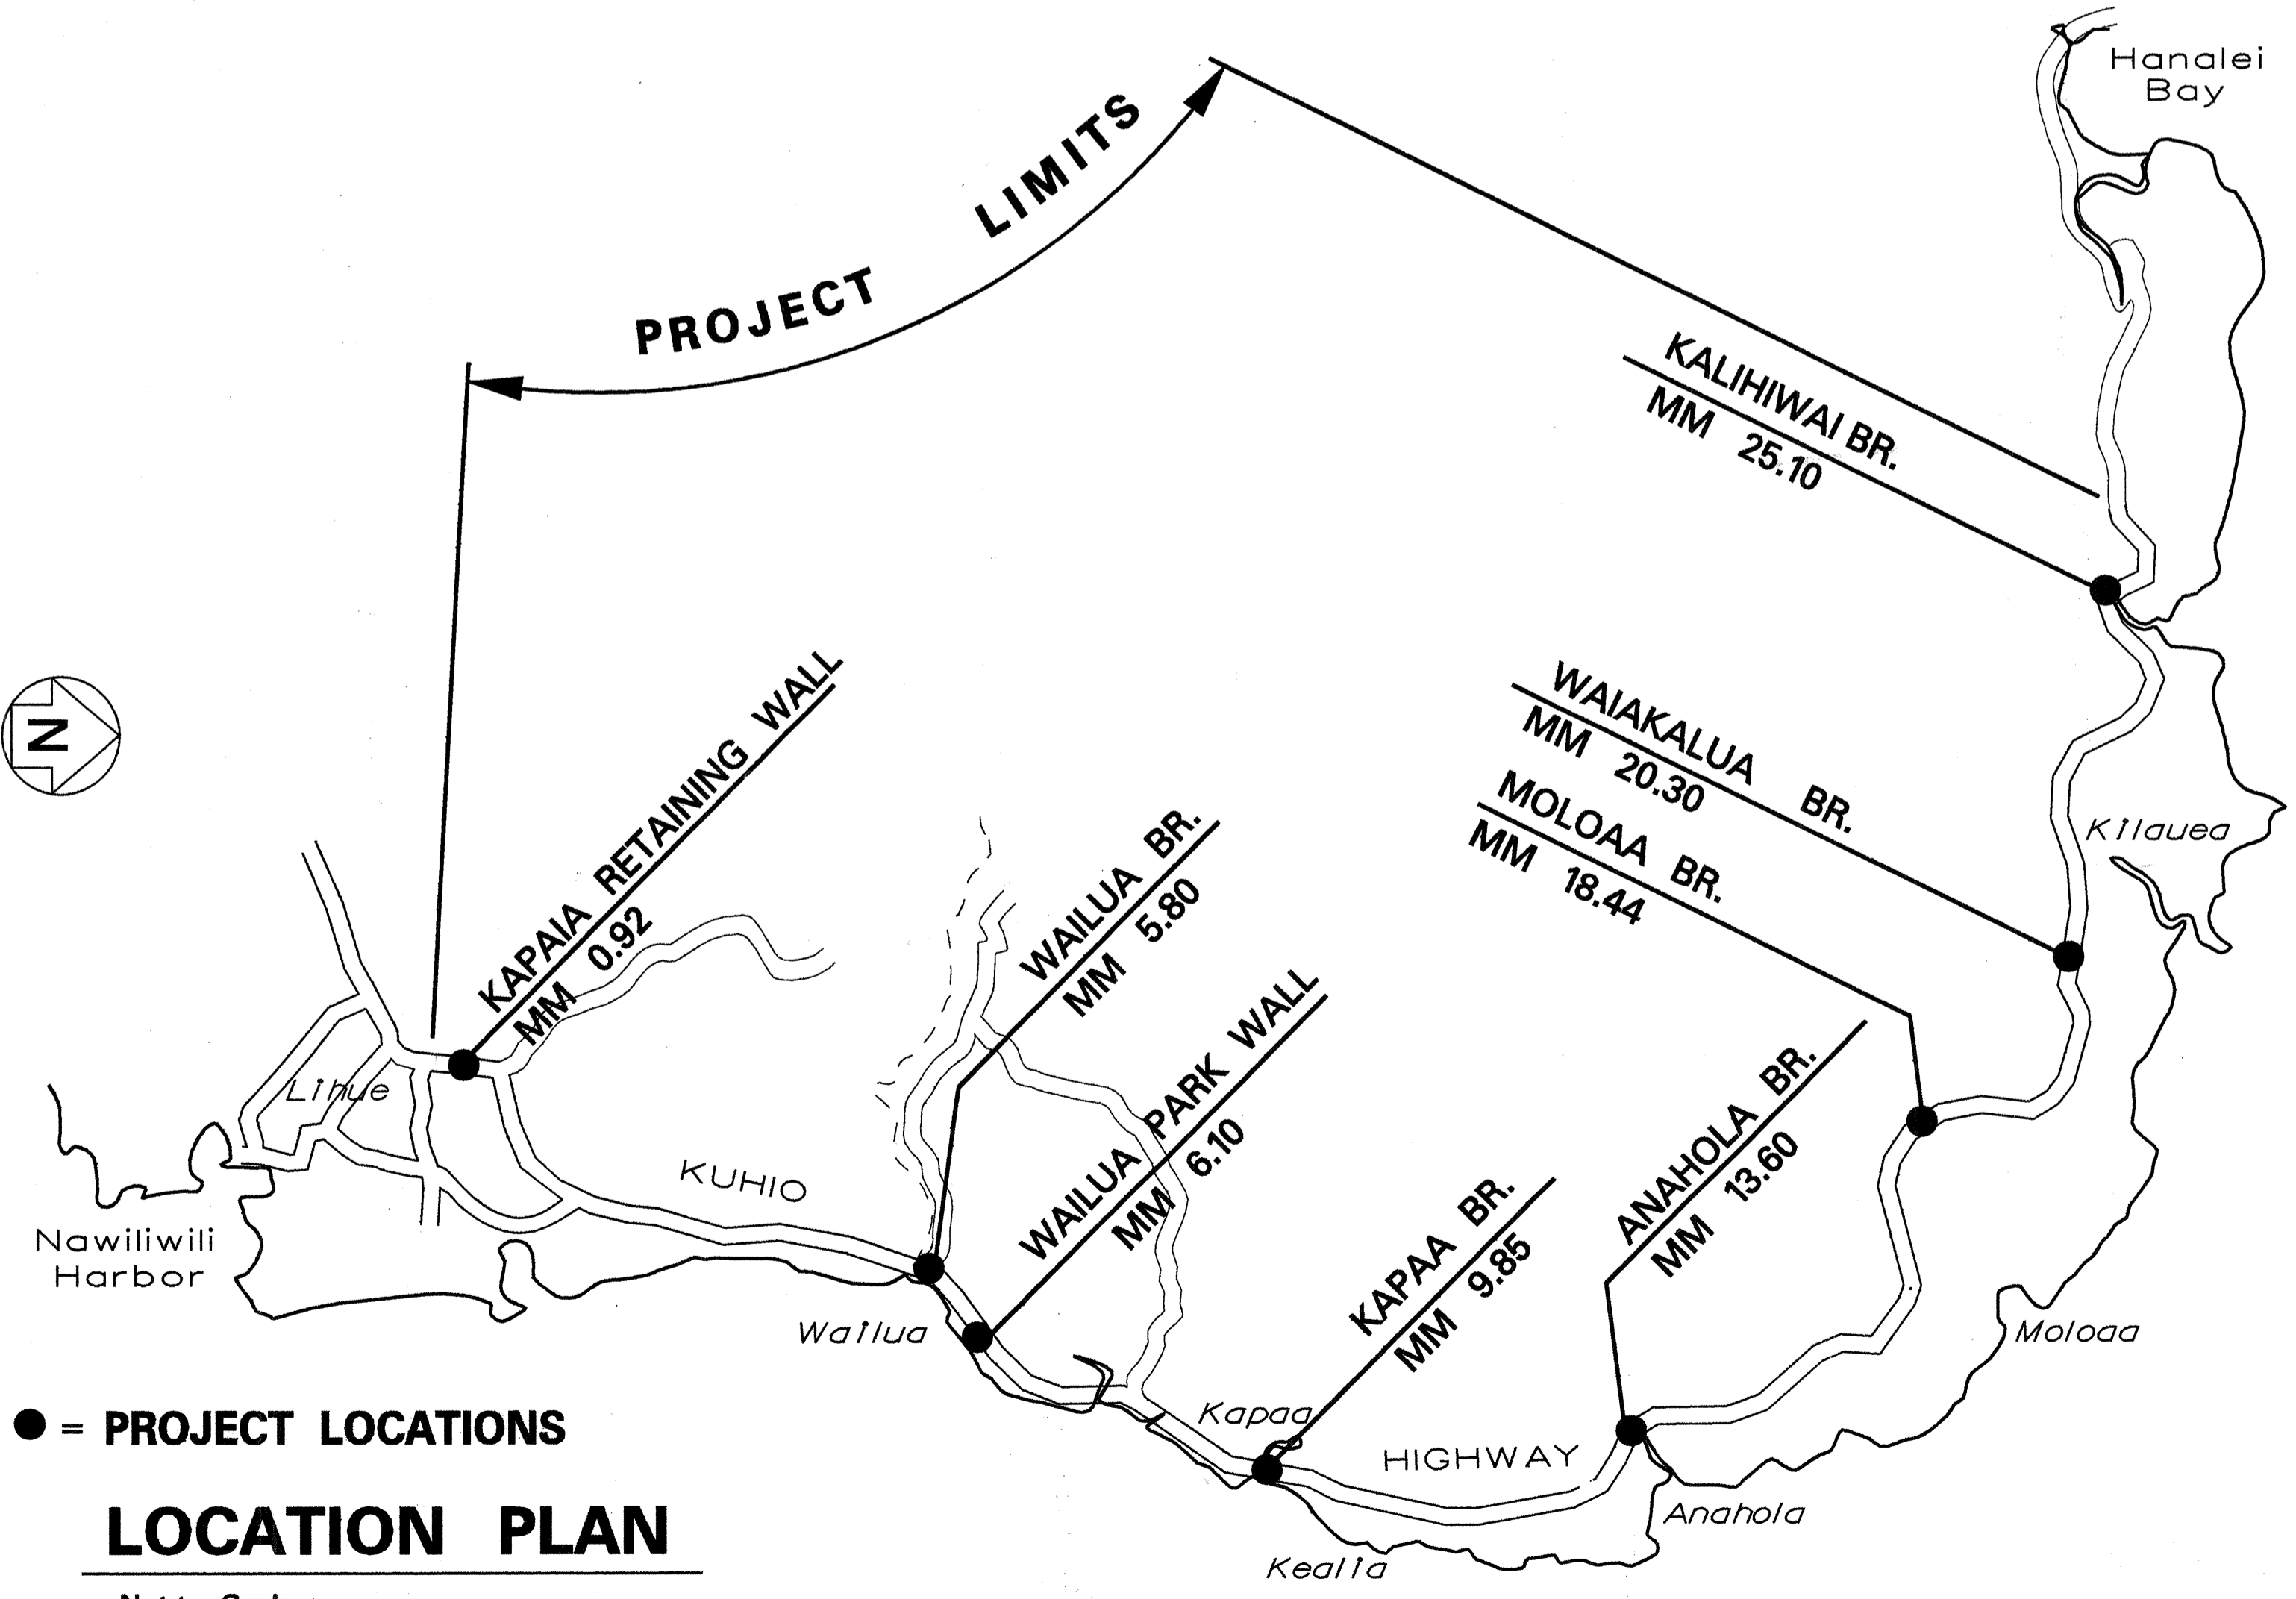 Hanalei
Bay
PROJECT LIMITS
KALIHIWAI BR.
MM 25.10
WAIAKALUA BR.
MM 20.30
MOLOAA BR.
MM 18.44
Kilauea
N
KAPAIA RETAINING WALL
MM 0.92
WAILUA BR.
MM 5.80
WAILUA PARK WALL
MM 6.10
KAPAA BR.
MM 9.85
ANAHOLA BR.
MM 13.60
Lihue
KUHIO
Nawiliwili
Harbor
Wailua
Moloaa
Kapaa
HIGHWAY
Anahola
Kealia
= PROJECT LOCATIONS
LOCATION PLAN